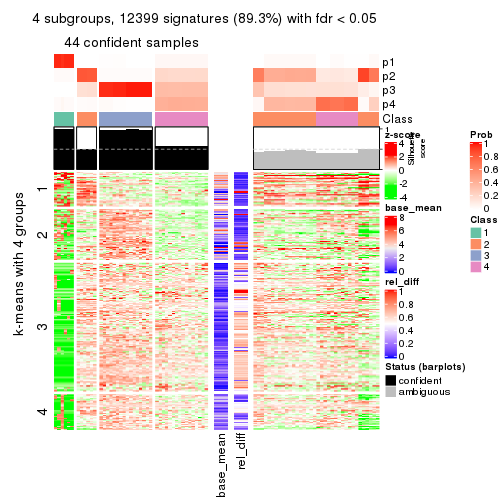 4 subgroups, 12399 signatures (89.3%) with fdr < 0.05
44 confident samples
p1
p2
p3
p4
Class
1
Silhouette
score
k-means with 4 groups
1
2
3
4
base_mean
rel_diff
z-score
4
2
0
-2
-4
base_mean
8
6
4
2
0
rel_diff
1
0.8
0.6
0.4
0.2
0
Status (barplots)
confident
ambiguous
Prob
1
0.8
0.6
0.4
0.2
0
Class
1
2
3
4